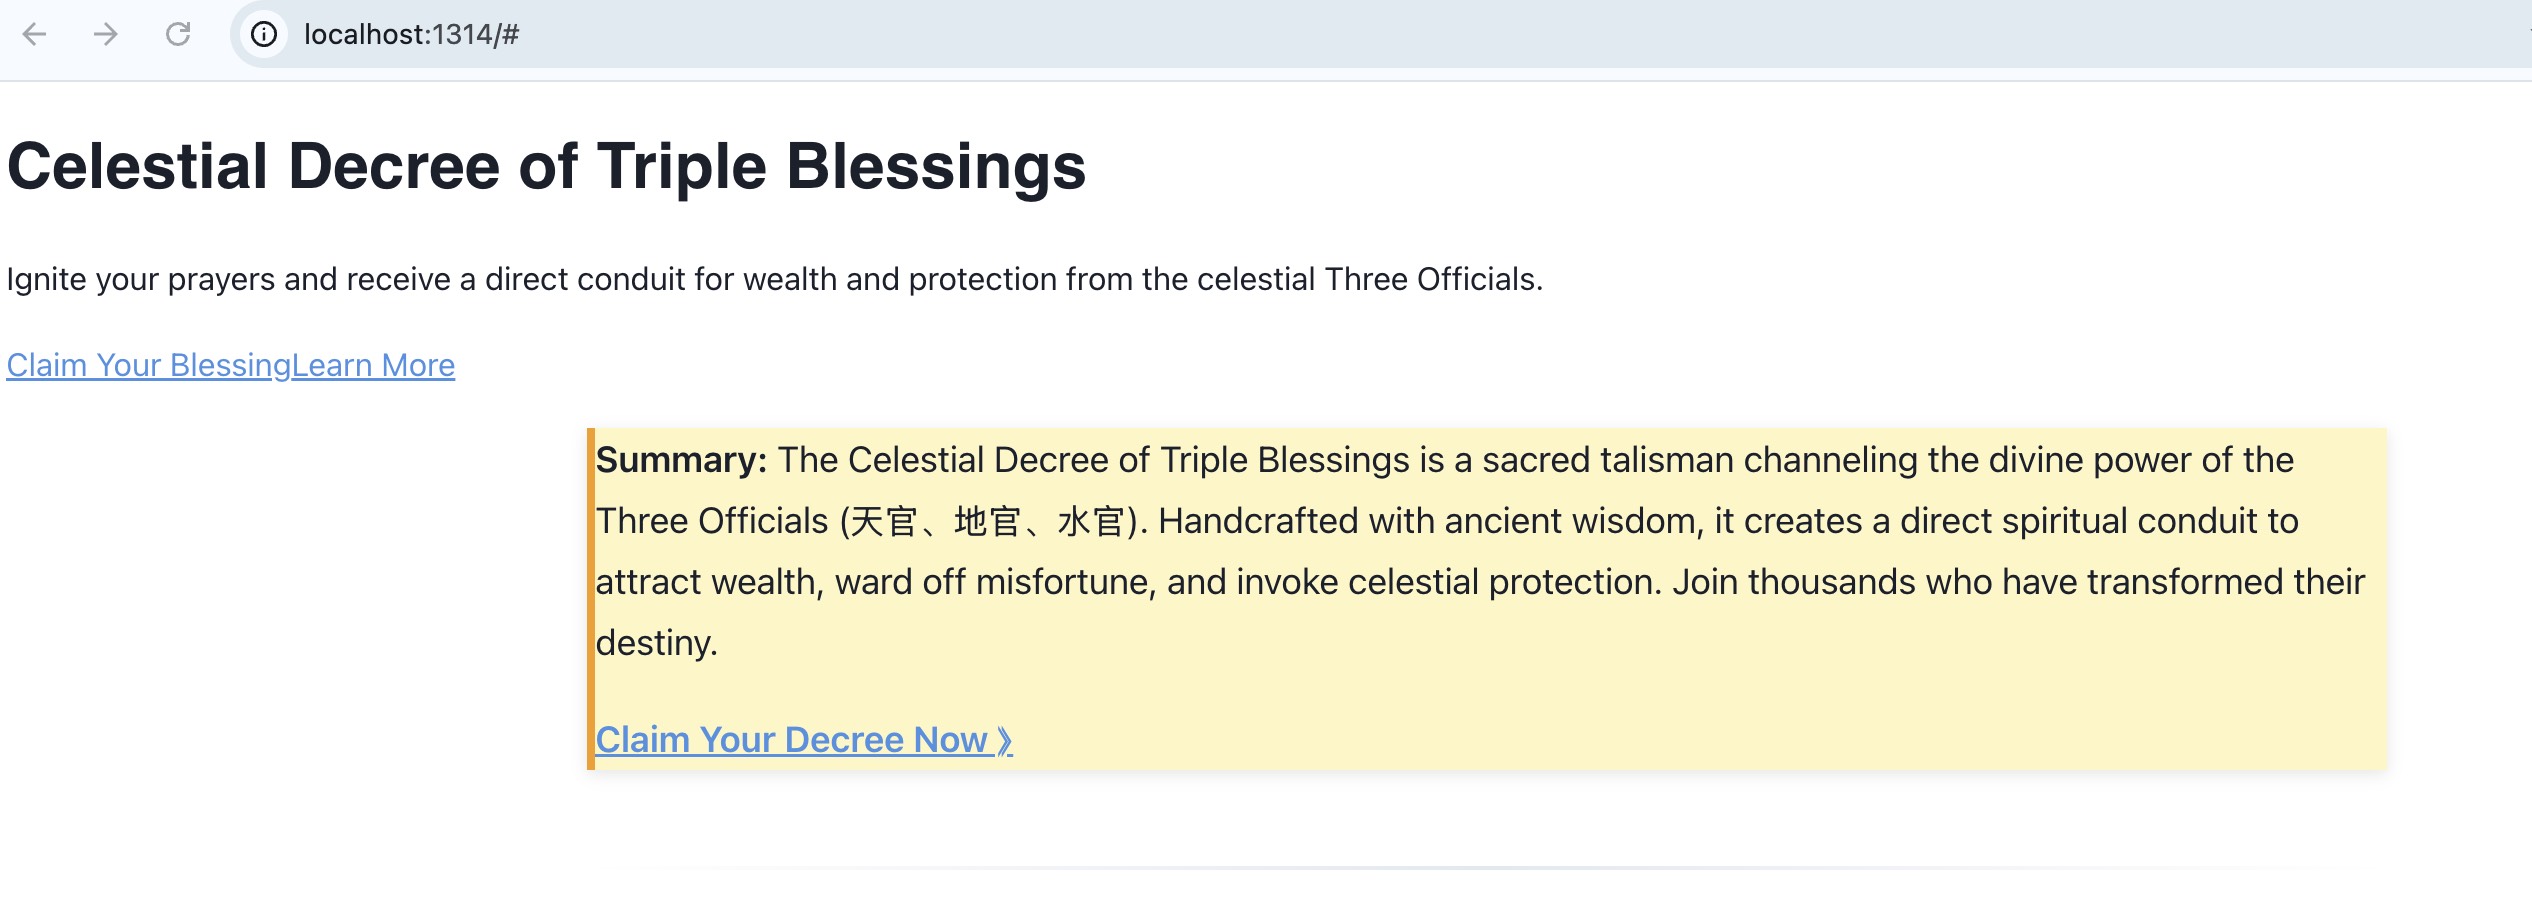 localhost:1314/#
Celestial Decree of Triple Blessings
Ignite your prayers and receive a direct conduit for wealth and protection from the celestial Three Officials.
Claim Your BlessingLearn More
Summary: The Celestial Decree of Triple Blessings is a sacred talisman channeling the divine power of the
Three Officials (天官、地官、水官). Handcrafted with ancient wisdom, it creates a direct spiritual conduit to
attract wealth, ward off misfortune, and invoke celestial protection. Join thousands who have transformed their
destiny.
Claim Your Decree Now 》